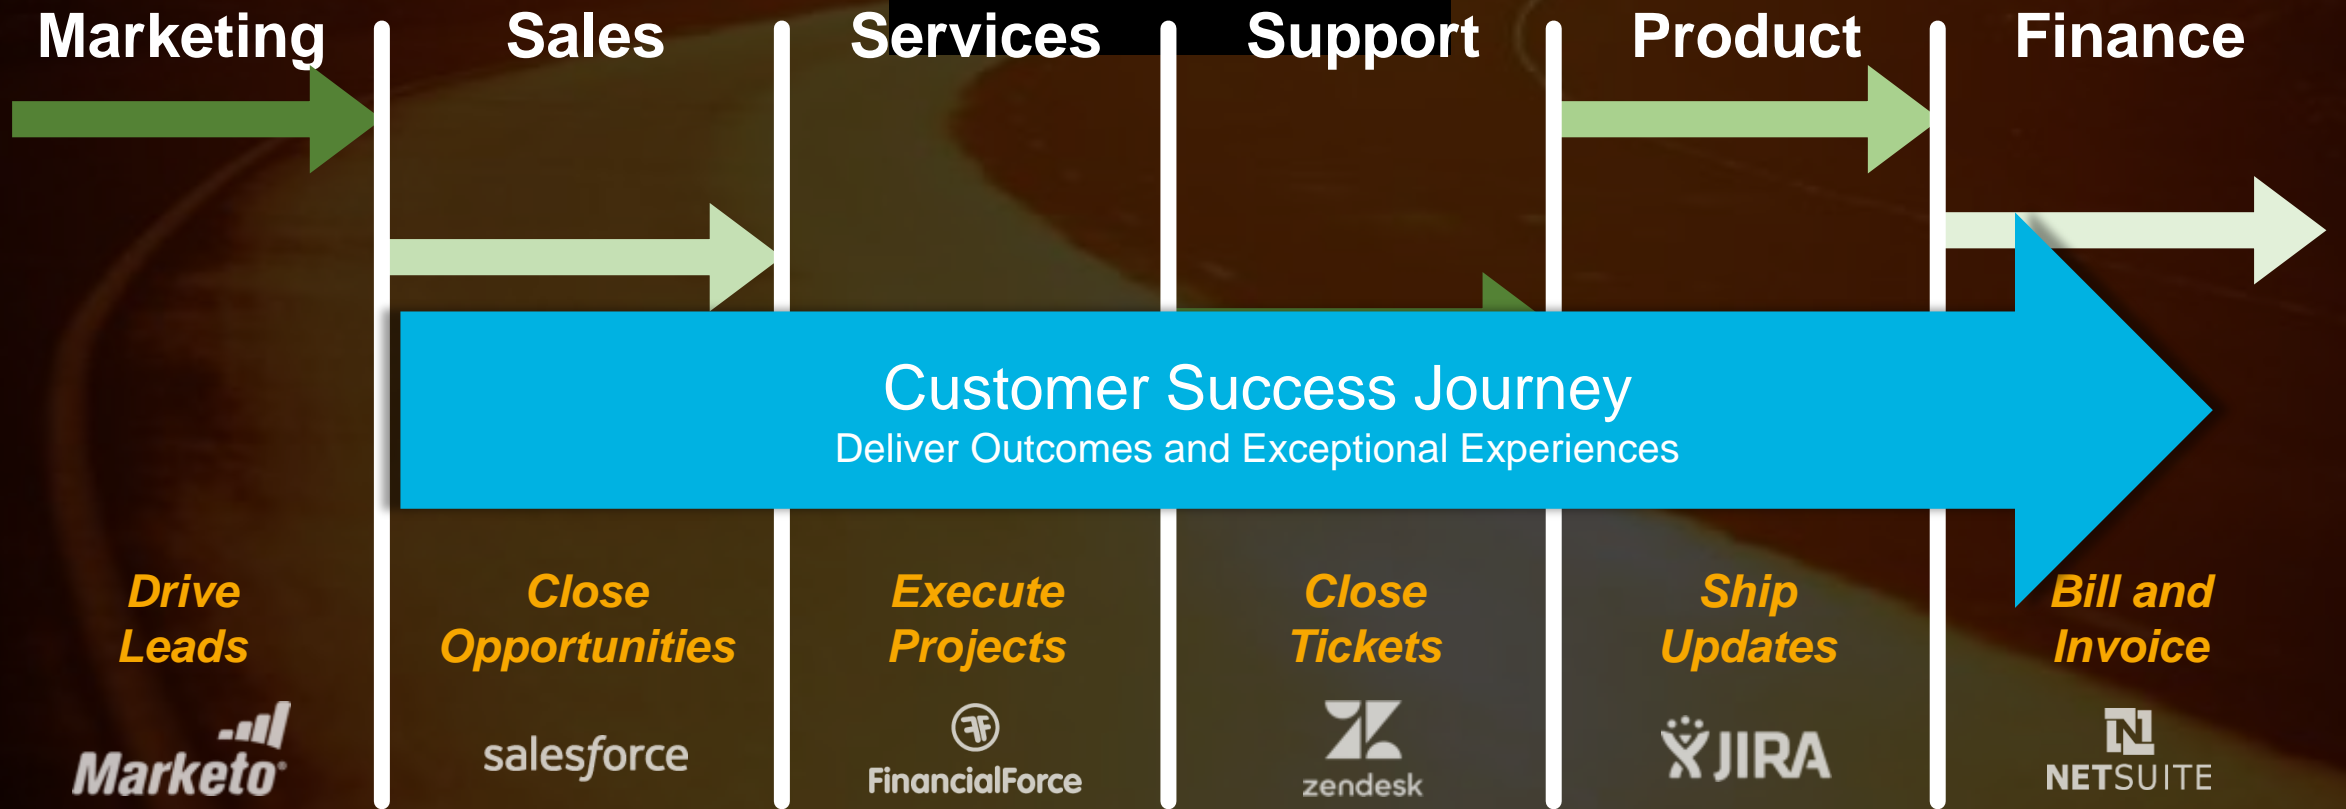 Marketing
Sales
Services
Support
Product
Finance
Customer Success Journey
Deliver Outcomes and Exceptional Experiences
Drive
Leads
Close
Opportunities
Execute
Projects
Close
Tickets
Ship
Updates
Bill and
Invoice
Marketo
salesforce
FF
FinancialForce
zendesk
JIRA
N
NETSUITE